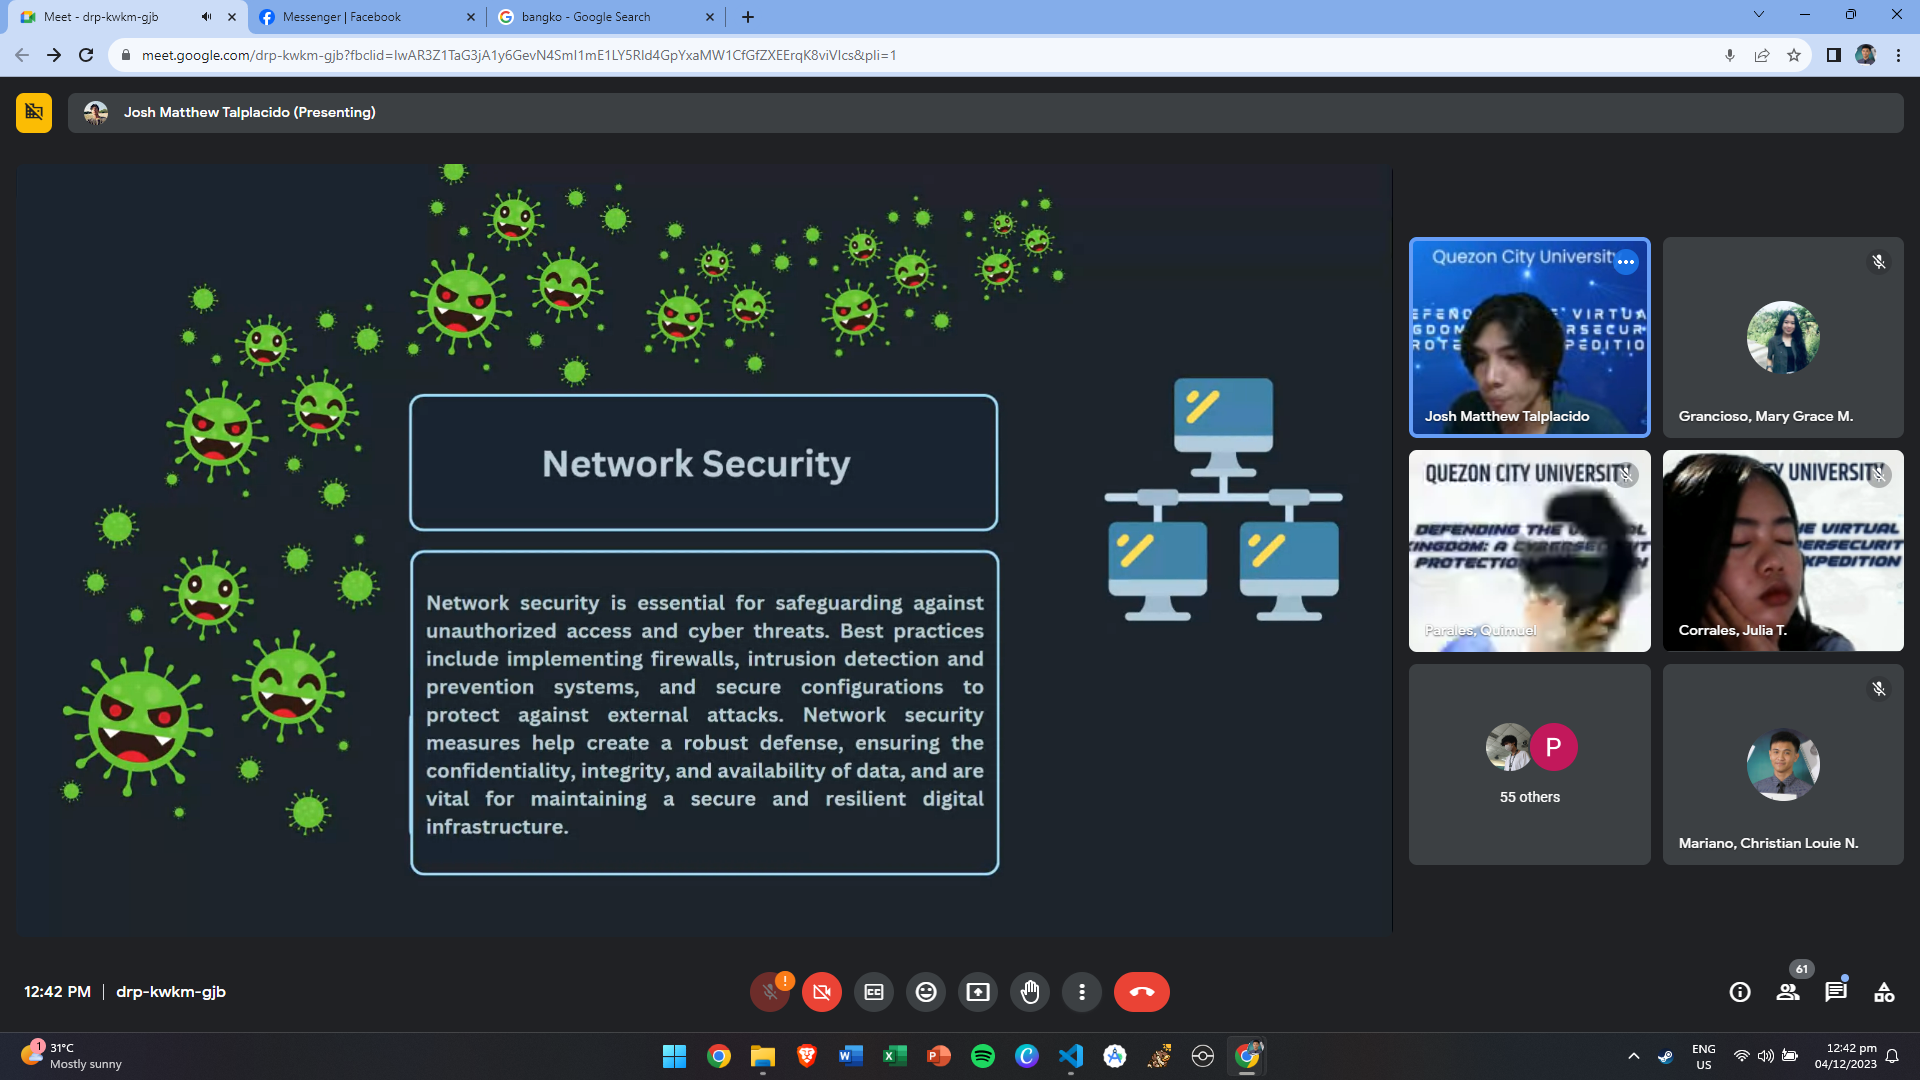 Meet - drp-kwkm-gjb
Messenger | Facebook
bangko - Google Search
meet.google.com/drp-kwkm-gjb?fbclid=IwAR3Z1TaG3jA1y6GevN4SmI1mE1LY5Rld4GpYxaMW1CfGfZXEErqK8viVlcs&pli=1
Josh Matthew Talplacido (Presenting)
Network Security
Network security is essential for safeguarding against
unauthorized access and cyber threats. Best practices
include implementing firewalls, intrusion detection and
prevention systems, and secure configurations to
protect against external attacks. Network security
measures help create a robust defense, ensuring the
confidentiality, integrity, and availability of data, and are
vital for maintaining a secure and resilient digital
infrastructure.
Quezon City University
Josh Matthew Talplacido
Grancioso, Mary Grace M.
QUEZON CITY UNIVERSITY
DEFENDING THE
Parales, Quimuel
UNIVERSITY
VIRTUAL
Corrales, Julia T.
P
55 others
Mariano, Christian Louie N.
12:42 PM | drp-kwkm-gjb
61
1
31°C
Mostly sunny
ENG
US
12:42 pm
04/12/2023